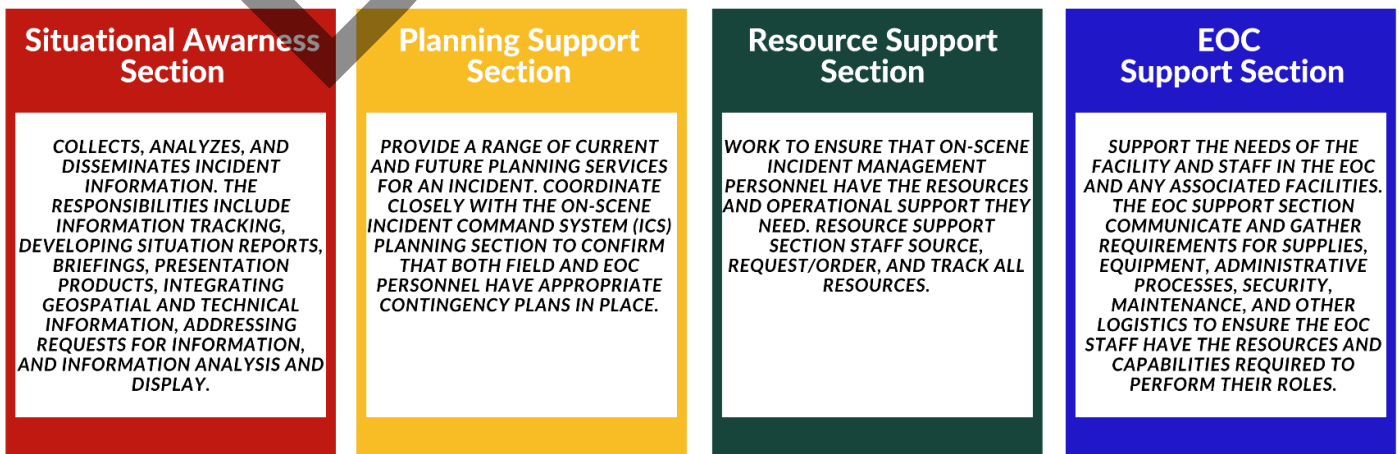 Situational Awarness
Section
COLLECTS, ANALYZES, AND
DISSEMINATES INCIDENT
INFORMATION. THE
RESPONSIBILITIES INCLUDE
INFORMATION TRACKING,
DEVELOPING SITUATION REPORTS,
BRIEFINGS, PRESENTATION
PRODUCTS, INTEGRATING
GEOSPATIAL AND TECHNICAL
INFORMATION, ADDRESSING
REQUESTS FOR INFORMATION,
AND INFORMATION ANALYSIS AND
DISPLAY.
Planning Support
Section
PROVIDE A RANGE OF CURRENT
AND FUTURE PLANNING SERVICES
FOR AN INCIDENT. COORDINATE
CLOSELY WITH THE ON-SCENE
INCIDENT COMMAND SYSTEM (ICS)
PLANNING SECTION TO CONFIRM
THAT BOTH FIELD AND EOC
PERSONNEL HAVE APPROPRIATE
CONTINGENCY PLANS IN PLACE.
Resource Support
Section
WORK TO ENSURE THAT ON-SCENE
INCIDENT MANAGEMENT
PERSONNEL HAVE THE RESOURCES
AND OPERATIONAL SUPPORT THEY
NEED. RESOURCE SUPPORT
SECTION STAFF SOURCE,
REQUEST/ORDER, AND TRACK ALL
RESOURCES.
EOC
Support Section
SUPPORT THE NEEDS OF THE
FACILITY AND STAFF IN THE EOC
AND ANY ASSOCIATED FACILITIES.
THE EOC SUPPORT SECTION
COMMUNICATE AND GATHER
REQUIREMENTS FOR SUPPLIES,
EQUIPMENT, ADMINISTRATIVE
PROCESSES, SECURITY,
MAINTENANCE, AND OTHER
LOGISTICS TO ENSURE THE EOC
STAFF HAVE THE RESOURCES AND
CAPABILITIES REQUIRED TO
PERFORM THEIR ROLES.